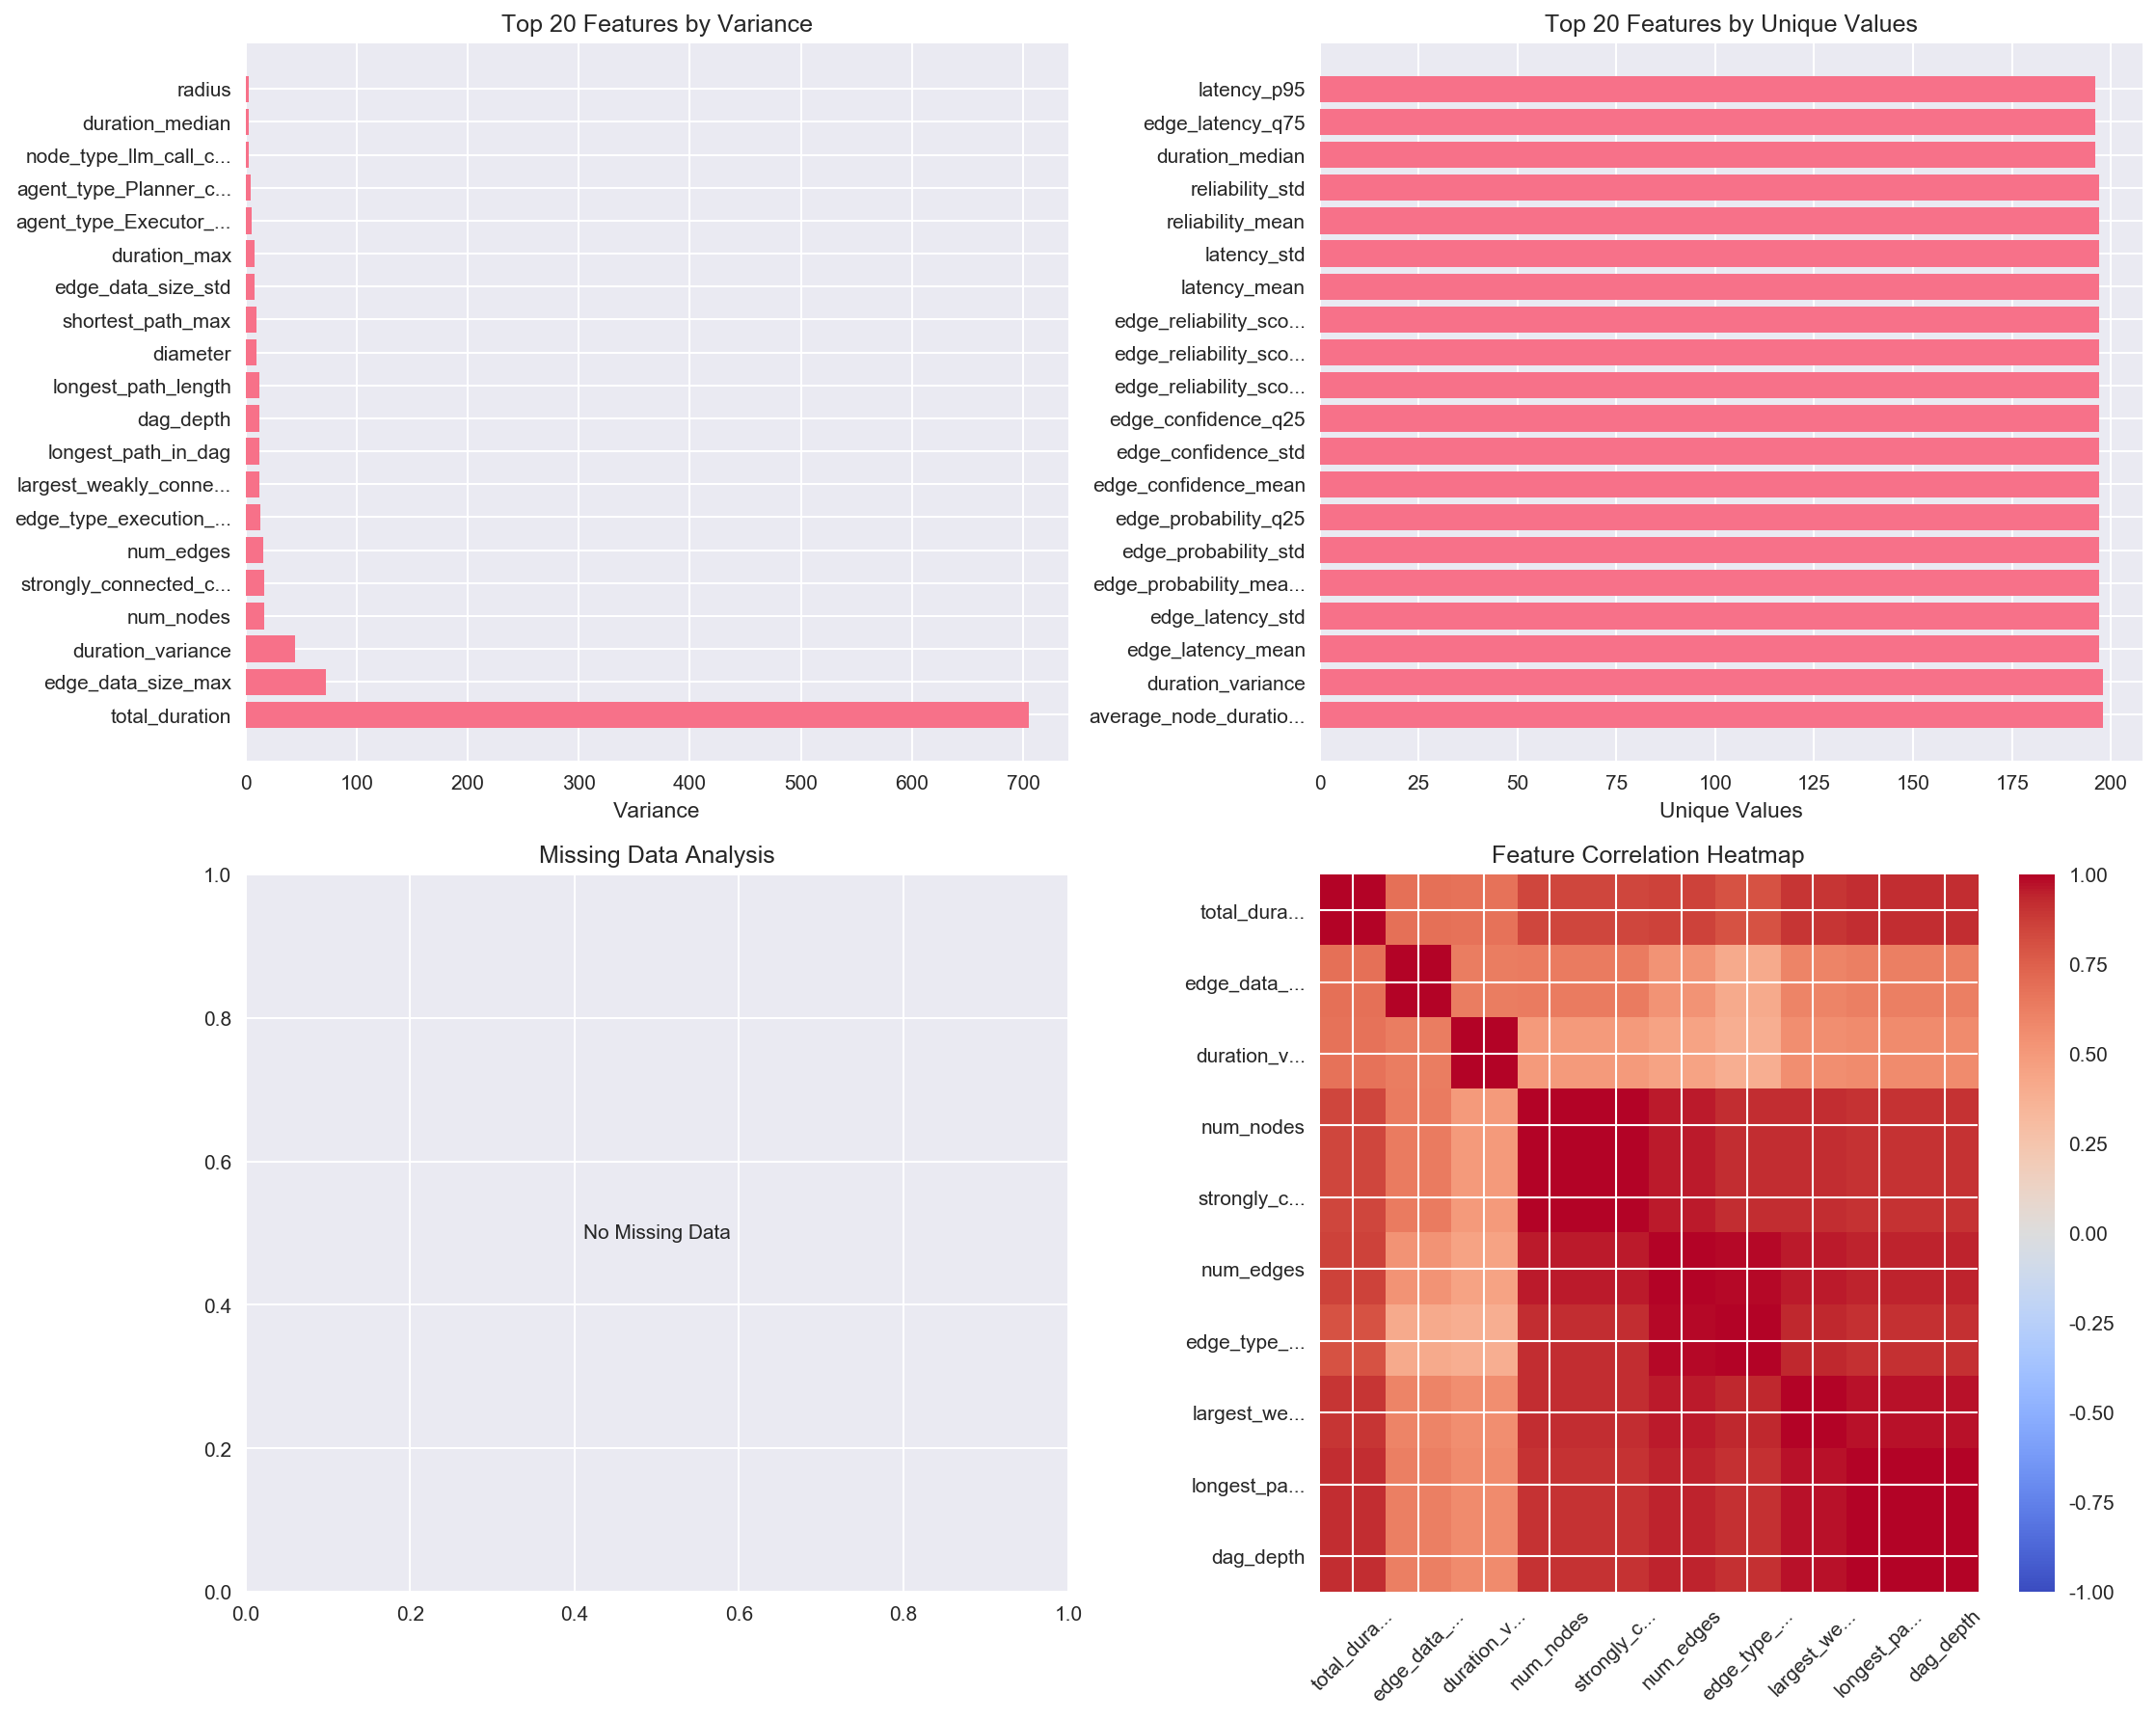 Top 20 Features by Variance
radius
duration_median
node_type_llm_call_c...
agent_type_Planner_c...
agent_type_Executor_...
duration_max
edge_data_size_std
shortest_path_max
diameter
longest_path_length
dag_depth
longest_path_in_dag
largest_weakly_conne...
edge_type_execution_...
num_edges
strongly_connected_c...
num_nodes
duration_variance
edge_data_size_max
total_duration
0 100 200 300 400 500 600 700
Variance
Top 20 Features by Unique Values
latency_p95
edge_latency_q75
duration_median
reliability_std
reliability_mean
latency_std
latency_mean
edge_reliability_sco...
edge_reliability_sco...
edge_reliability_sco...
edge_confidence_q25
edge_confidence_std
edge_confidence_mean
edge_probability_q25
edge_probability_std
edge_probability_mea...
edge_latency_std
edge_latency_mean
duration_variance
average_node_duratio...
0 25 50 75 100 125 150 175 200
Unique Values
Missing Data Analysis
1.0
0.8
0.6
0.4
0.2
0.0
No Missing Data
0.0 0.2 0.4 0.6 0.8 1.0
Feature Correlation Heatmap
total_dura...
edge_data_...
duration_v...
num_nodes
strongly_c...
num_edges
edge_type_...
largest_we...
longest_pa...
dag_depth
total_dura...
edge_data_...
duration_v...
num_nodes
strongly_c...
num_edges
edge_type_...
largest_we...
longest_pa...
dag_depth
1.00
0.75
0.50
0.25
0.00
-0.25
-0.50
-0.75
-1.00